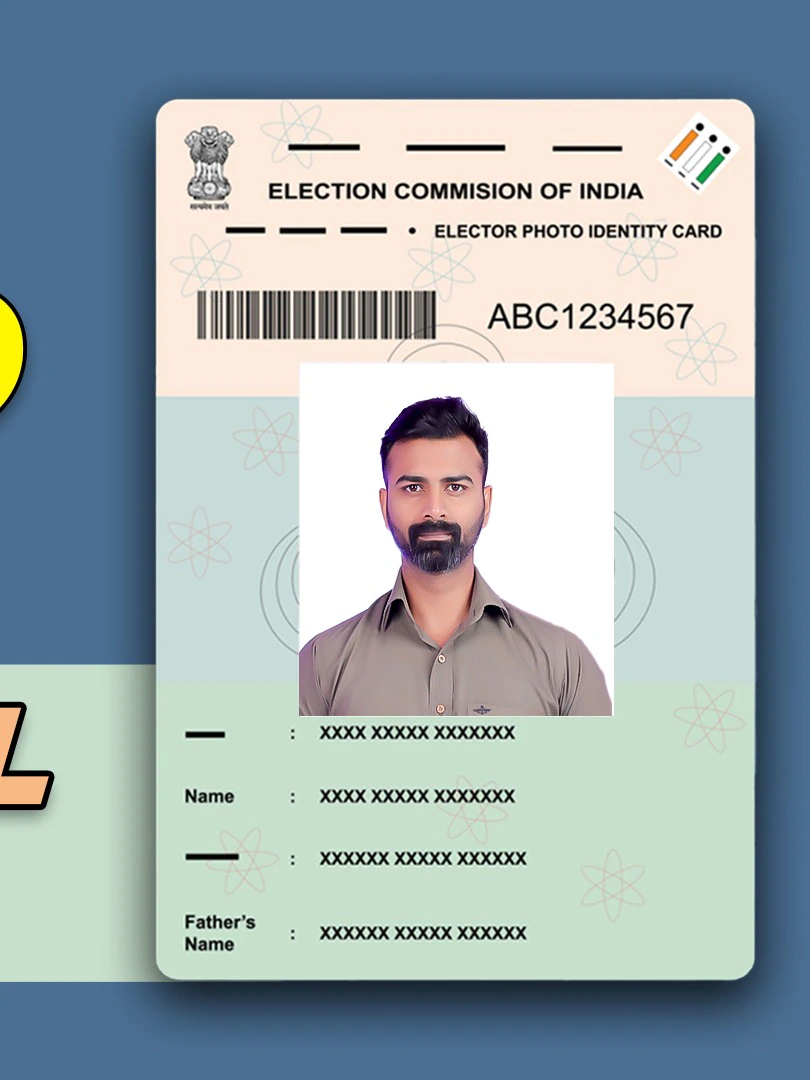 सत्यमेव जयते
ELECTION COMMISION OF INDIA
ELECTOR PHOTO IDENTITY CARD
ABC1234567
: XXXX XXXXX XXXXXXX
Name : XXXX XXXXX XXXXXXX
: XXXXXX XXXXX XXXXXX
Father’s
Name : XXXXXX XXXXX XXXXXX
L